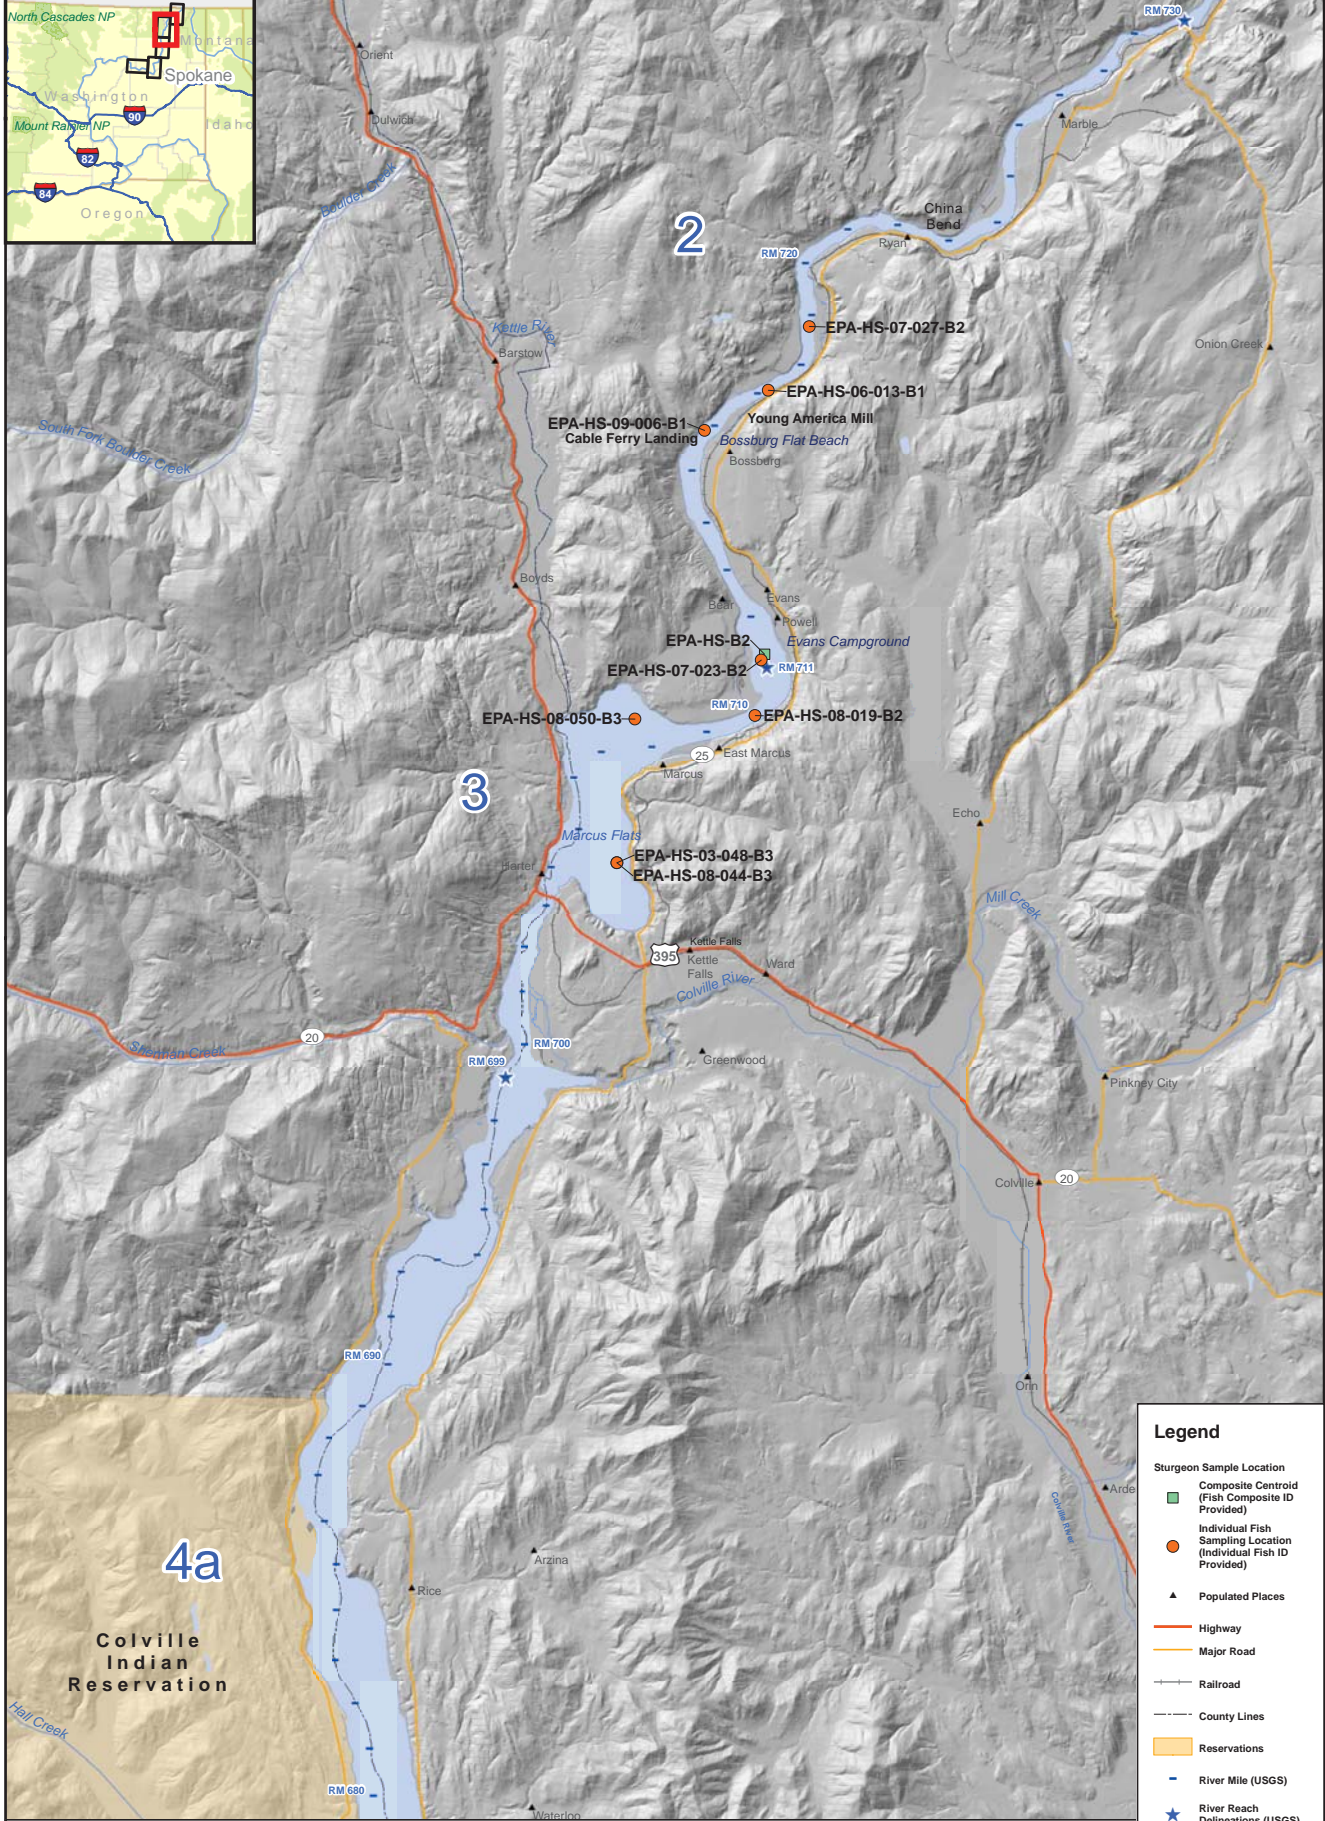 North Cascades NP
Montana
Spokane
Washington
90
Mount Rainier NP
Idaho
82
84
Oregon
RM 730
Orient
Dulwich
Marble
Boulder Creek
China
Bend
2
Ryan
RM 720
Kettle River
EPA-HS-07-027-B2
Barstow
Onion Creek
EPA-HS-06-013-B1
EPA-HS-09-006-B1
Young America Mill
Cable Ferry Landing
Bossburg Flat Beach
South Fork Boulder Creek
Bossburg
Boyds
Bear
Evans
Powell
EPA-HS-B2
Evans Campground
EPA-HS-07-023-B2
RM 711
RM 710
EPA-HS-08-050-B3
EPA-HS-08-019-B2
25
East Marcus
Marcus
3
Echo
Marcus Flats
EPA-HS-03-048-B3
Harter
EPA-HS-08-044-B3
Mill Creek
Kettle Falls
395
Kettle
Falls
Ward
Colville River
20
RM 700
Sherman Creek
RM 699
Greenwood
Pinkney City
Colville
20
RM 690
Orin
Arde
Colville River
4a
Arzina
Rice
Colville
Indian
Reservation
Hall Creek
RM 680
Waterloo
Legend
Sturgeon Sample Location
Composite Centroid
(Fish Composite ID
Provided)
Individual Fish
Sampling Location
(Individual Fish ID
Provided)
Populated Places
Highway
Major Road
Railroad
County Lines
Reservations
River Mile (USGS)
River Reach
Delineations (USGS)